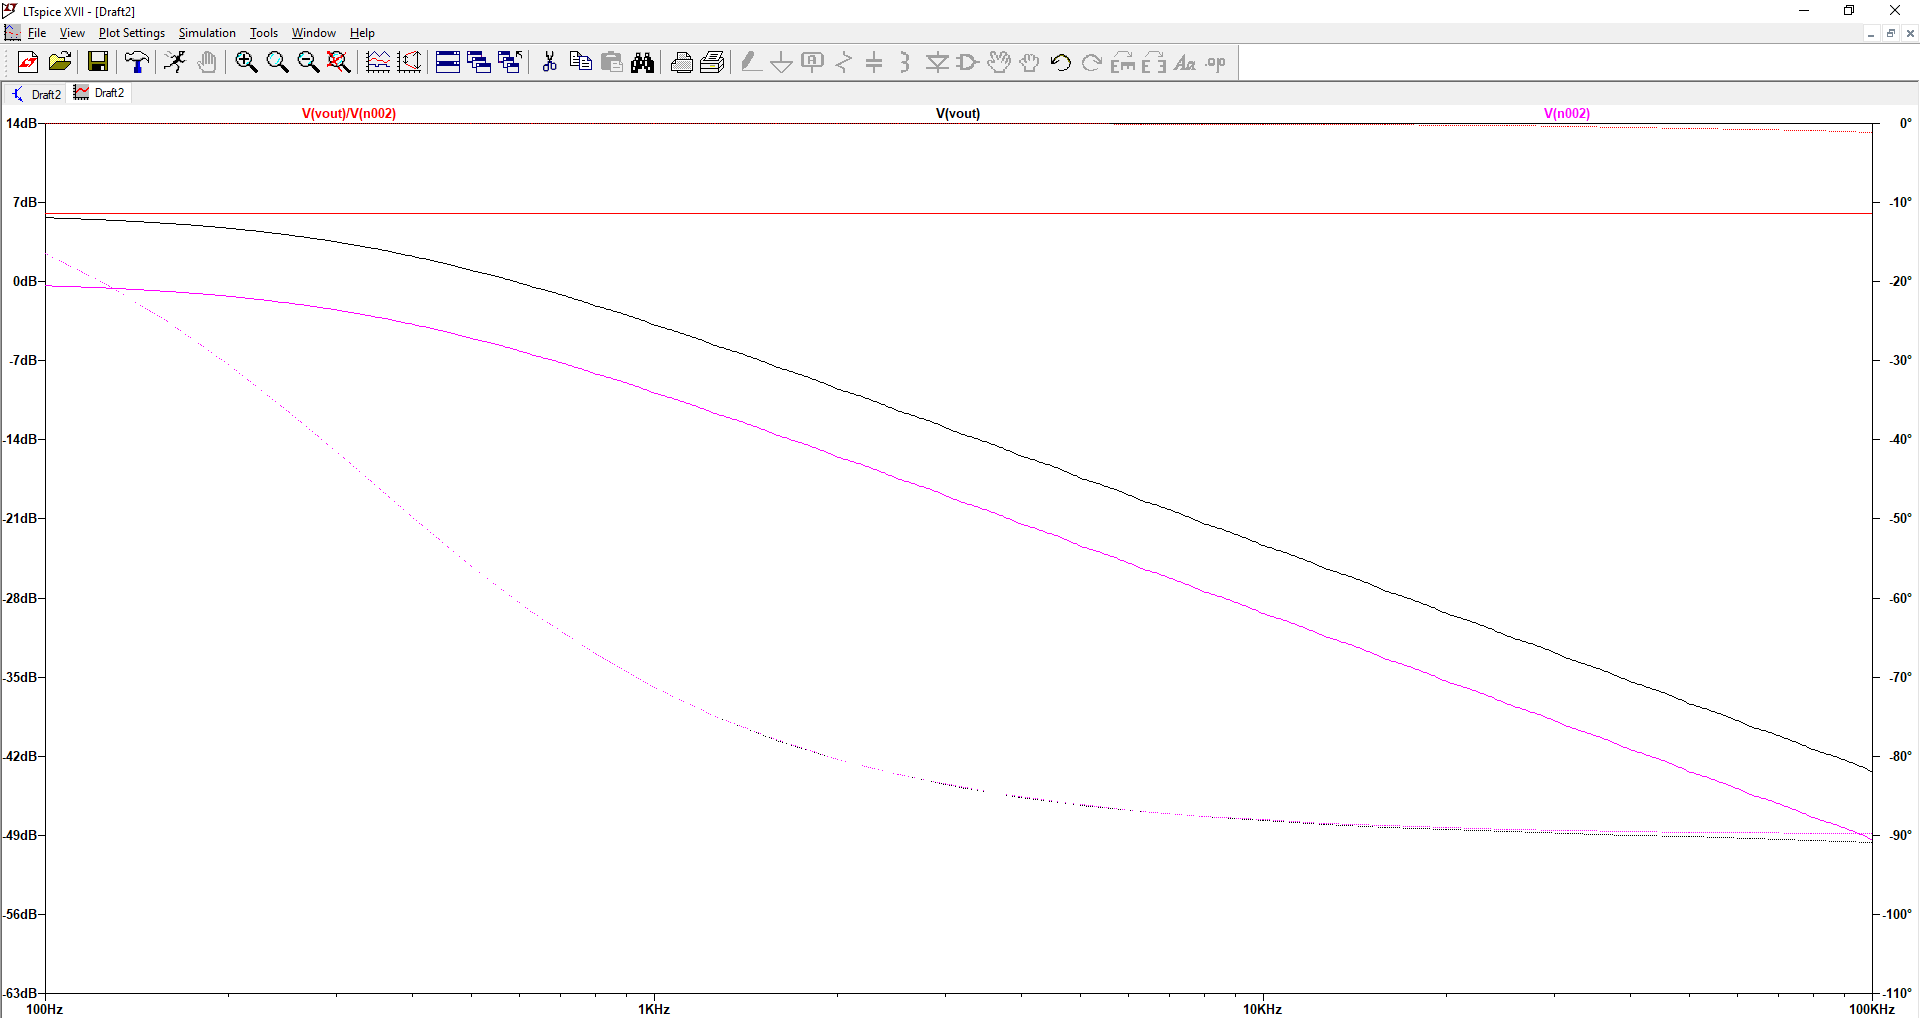 LTspice XVII - [Draft2]
File View Plot Settings Simulation Tools Window Help
Draft2 Draft2
V(vout)/V(n002) V(vout) V(n002)
14dB 0°
7dB -10°
0dB -20°
-7dB -30°
-14dB -40°
-21dB -50°
-28dB -60°
-35dB -70°
-42dB -80°
-49dB -90°
-56dB -100°
-63dB -110°
100Hz 1KHz 10KHz 100KHz